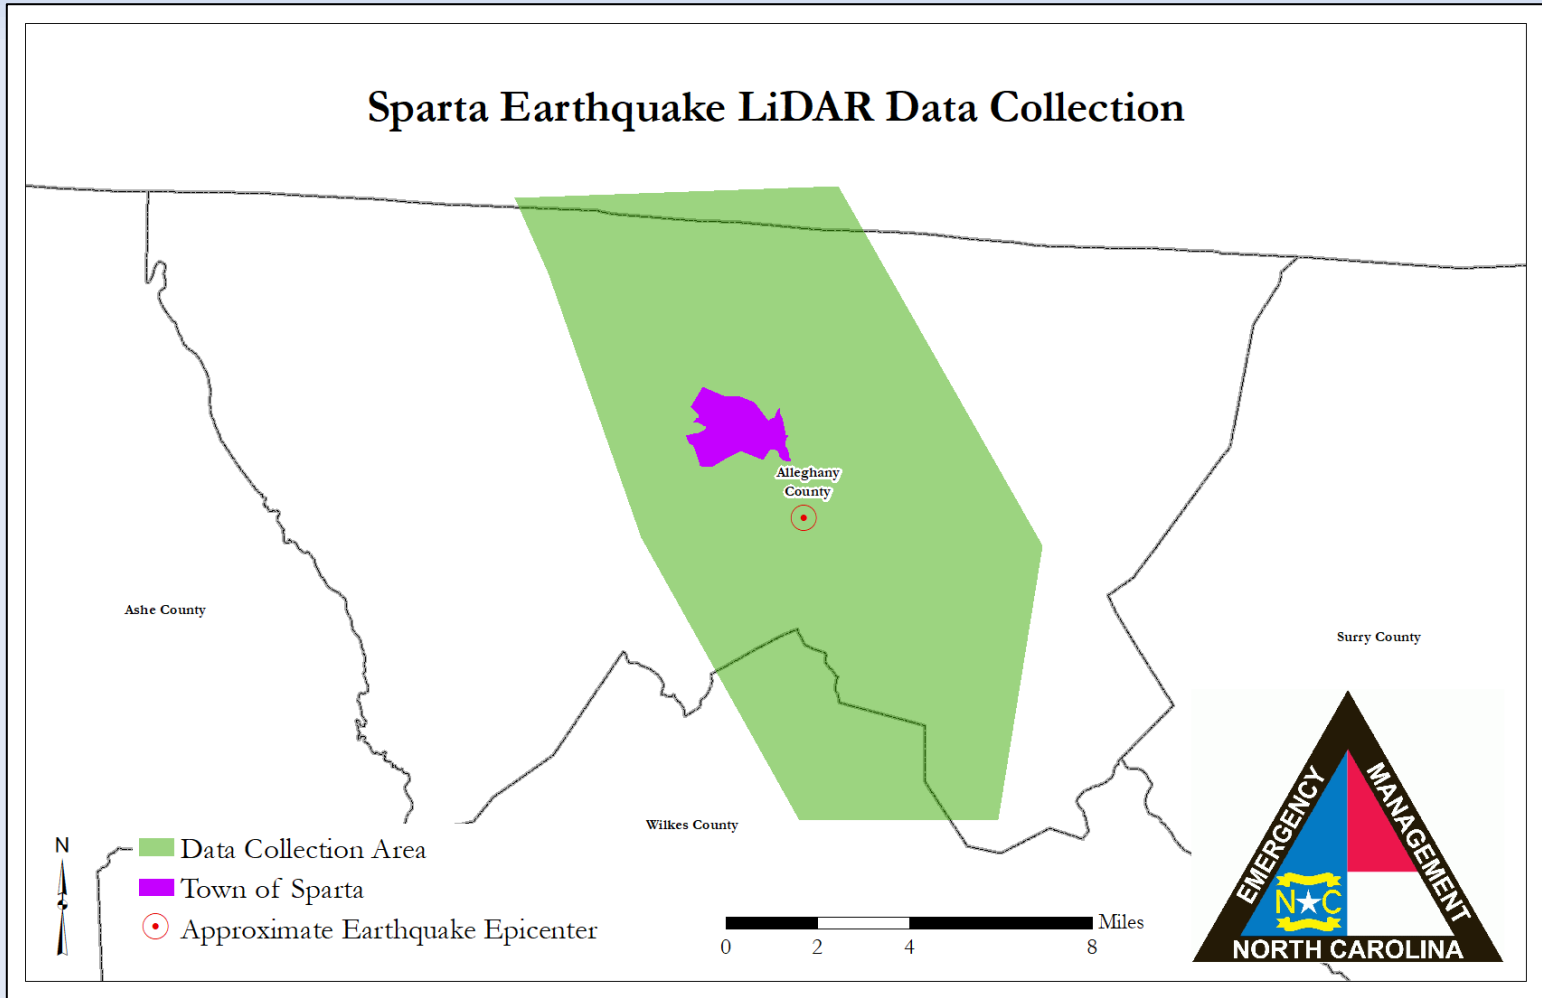 Sparta Earthquake LiDAR Data Collection
Alleghany
County
Ashe County
Surry County
Wilkes County
N
Data Collection Area
Town of Sparta
Approximate Earthquake Epicenter
Miles
0 2 4 8
EMERGENCY
MANAGEMENT
N C
NORTH CAROLINA